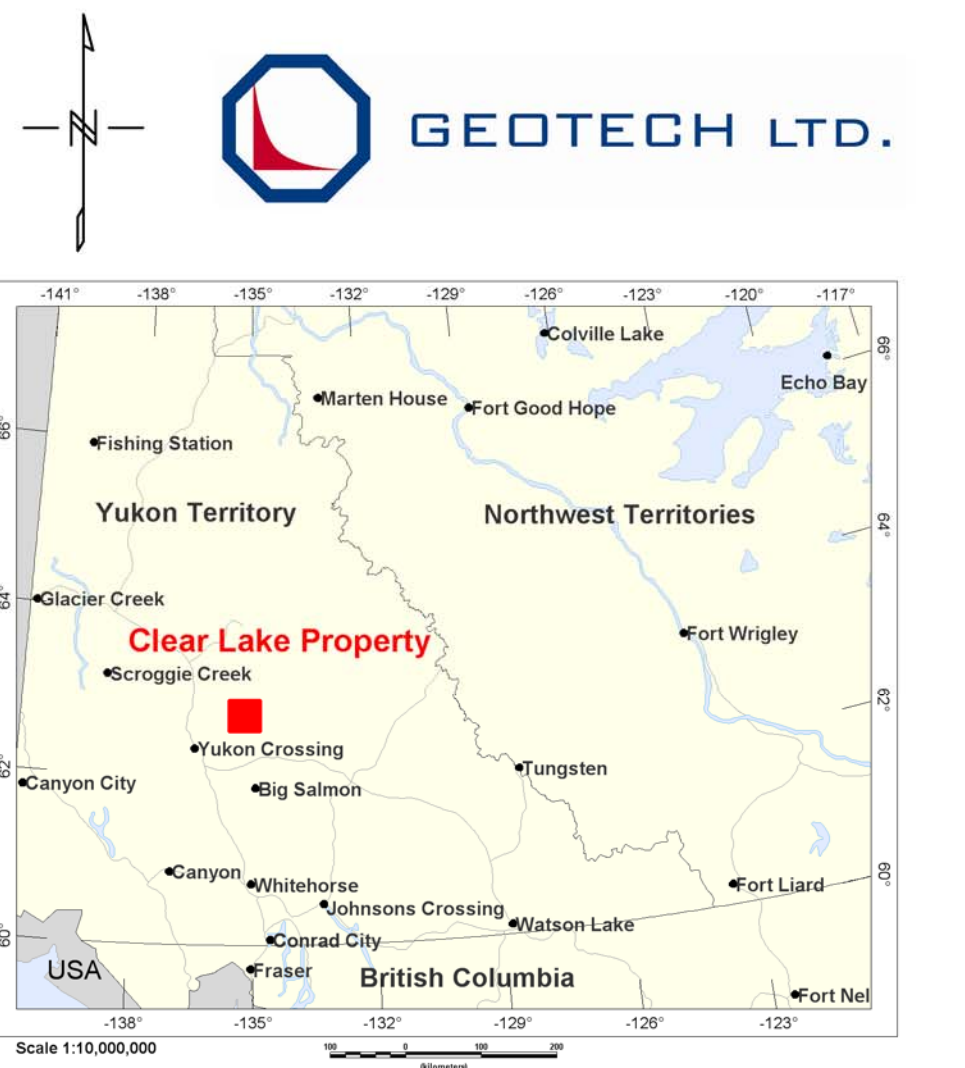 N
GEOTECH LTD.
-141° -138° -135° -132° -129° -126° -123° -120° -117°
Colville Lake
66°
Echo Bay
Marten House
Fort Good Hope
Fishing Station
Yukon Territory
Northwest Territories
64°
Glacier Creek
64°
Clear Lake Property
Fort Wrigley
Scroggie Creek
62°
Yukon Crossing
62°
Tungsten
Canyon City
Big Salmon
Canyon
60°
Whitehorse
Fort Liard
Johnsons Crossing
Watson Lake
60°
Conrad City
USA
Fraser
British Columbia
Fort Nel
-138° -135° -132° -129° -126° -123°
Scale 1:10,000,000
100 0 100 200
(kilometers)